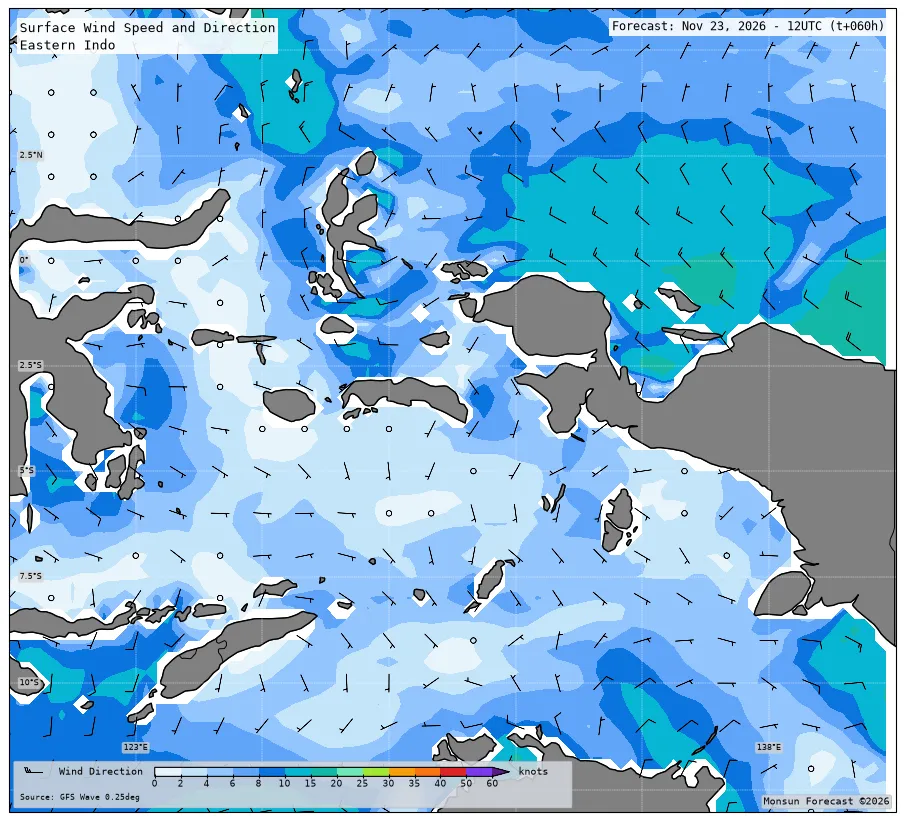 Surface Wind Speed and Direction
Eastern Indo
Forecast: Nov 23, 2026 - 12UTC (t+060h)
2.5°N
0°
2.5°S
5°S
7.5°S
10°S
123°E
138°E
Wind Direction
0 2 4 6 8 10 15 20 25 30 35 40 50 60
knots
Source: GFS Wave 0.25deg
Monsun Forecast ©2026